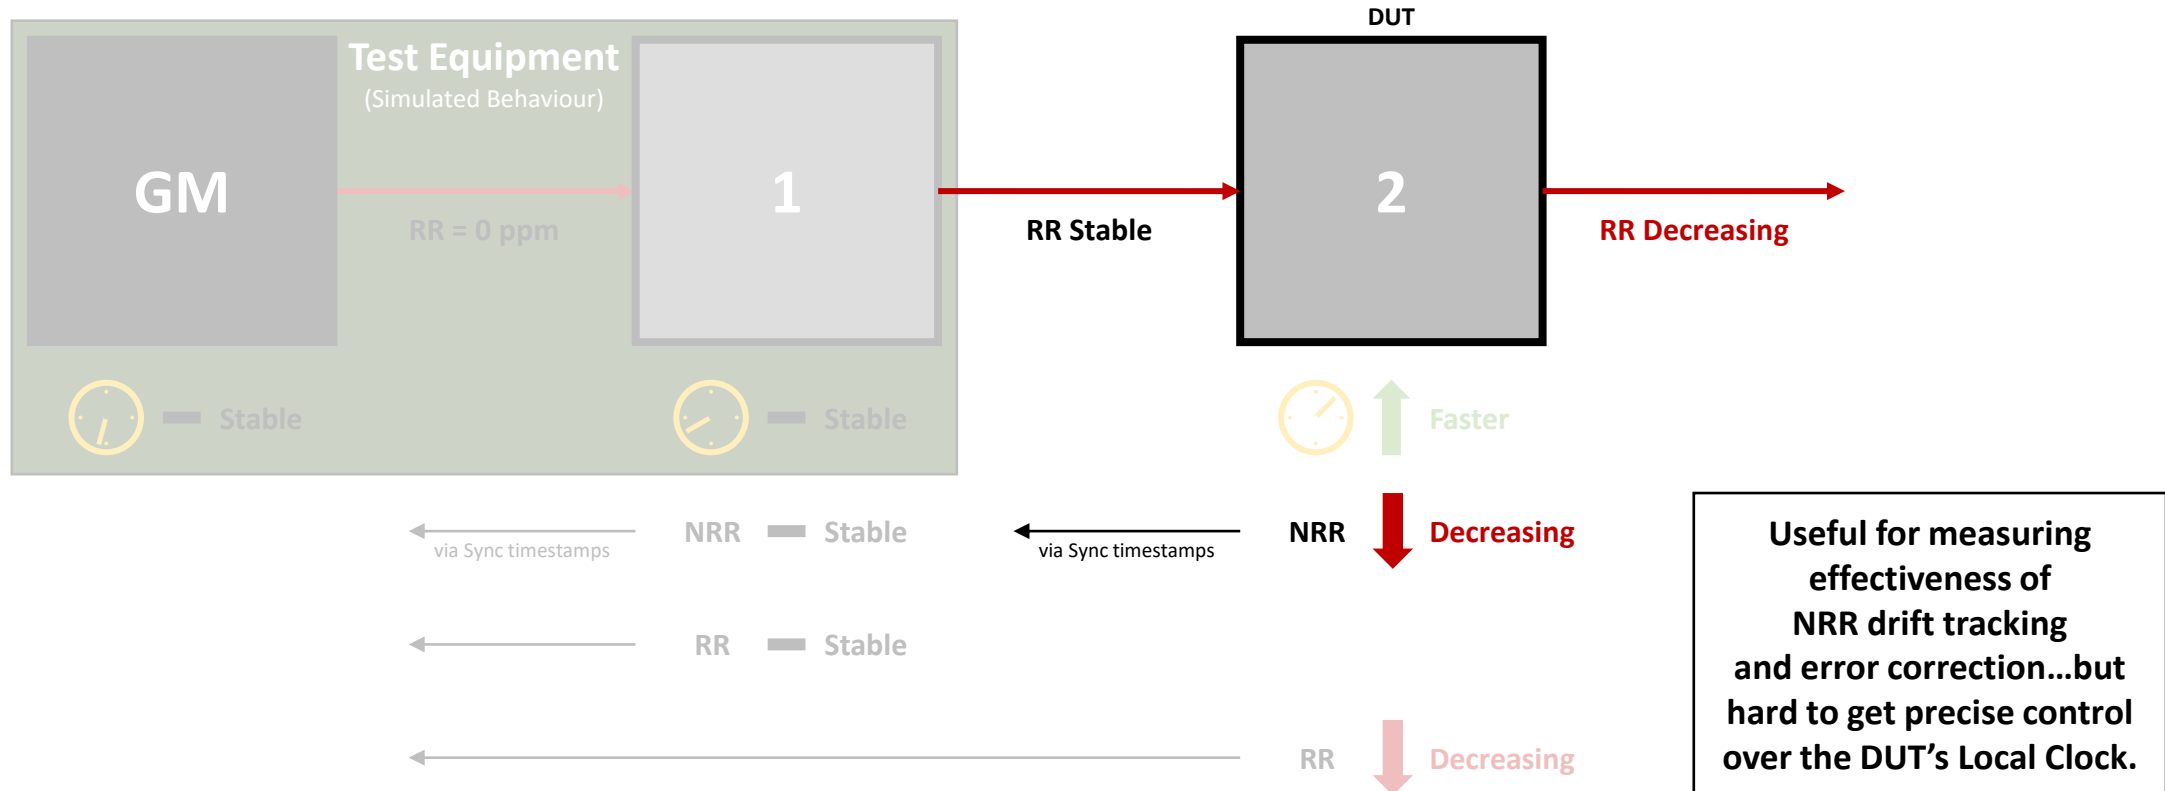 DUT
Test Equipment
(Simulated Behaviour)
GM
1
2
RR = 0 ppm
RR Stable
RR Decreasing
Stable
Stable
Faster
via Sync timestamps
NRR
Stable
via Sync timestamps
NRR
Decreasing
RR
Stable
RR
Decreasing
Useful for measuring
effectiveness of
NRR drift tracking
and error correction...but
hard to get precise control
over the DUT’s Local Clock.